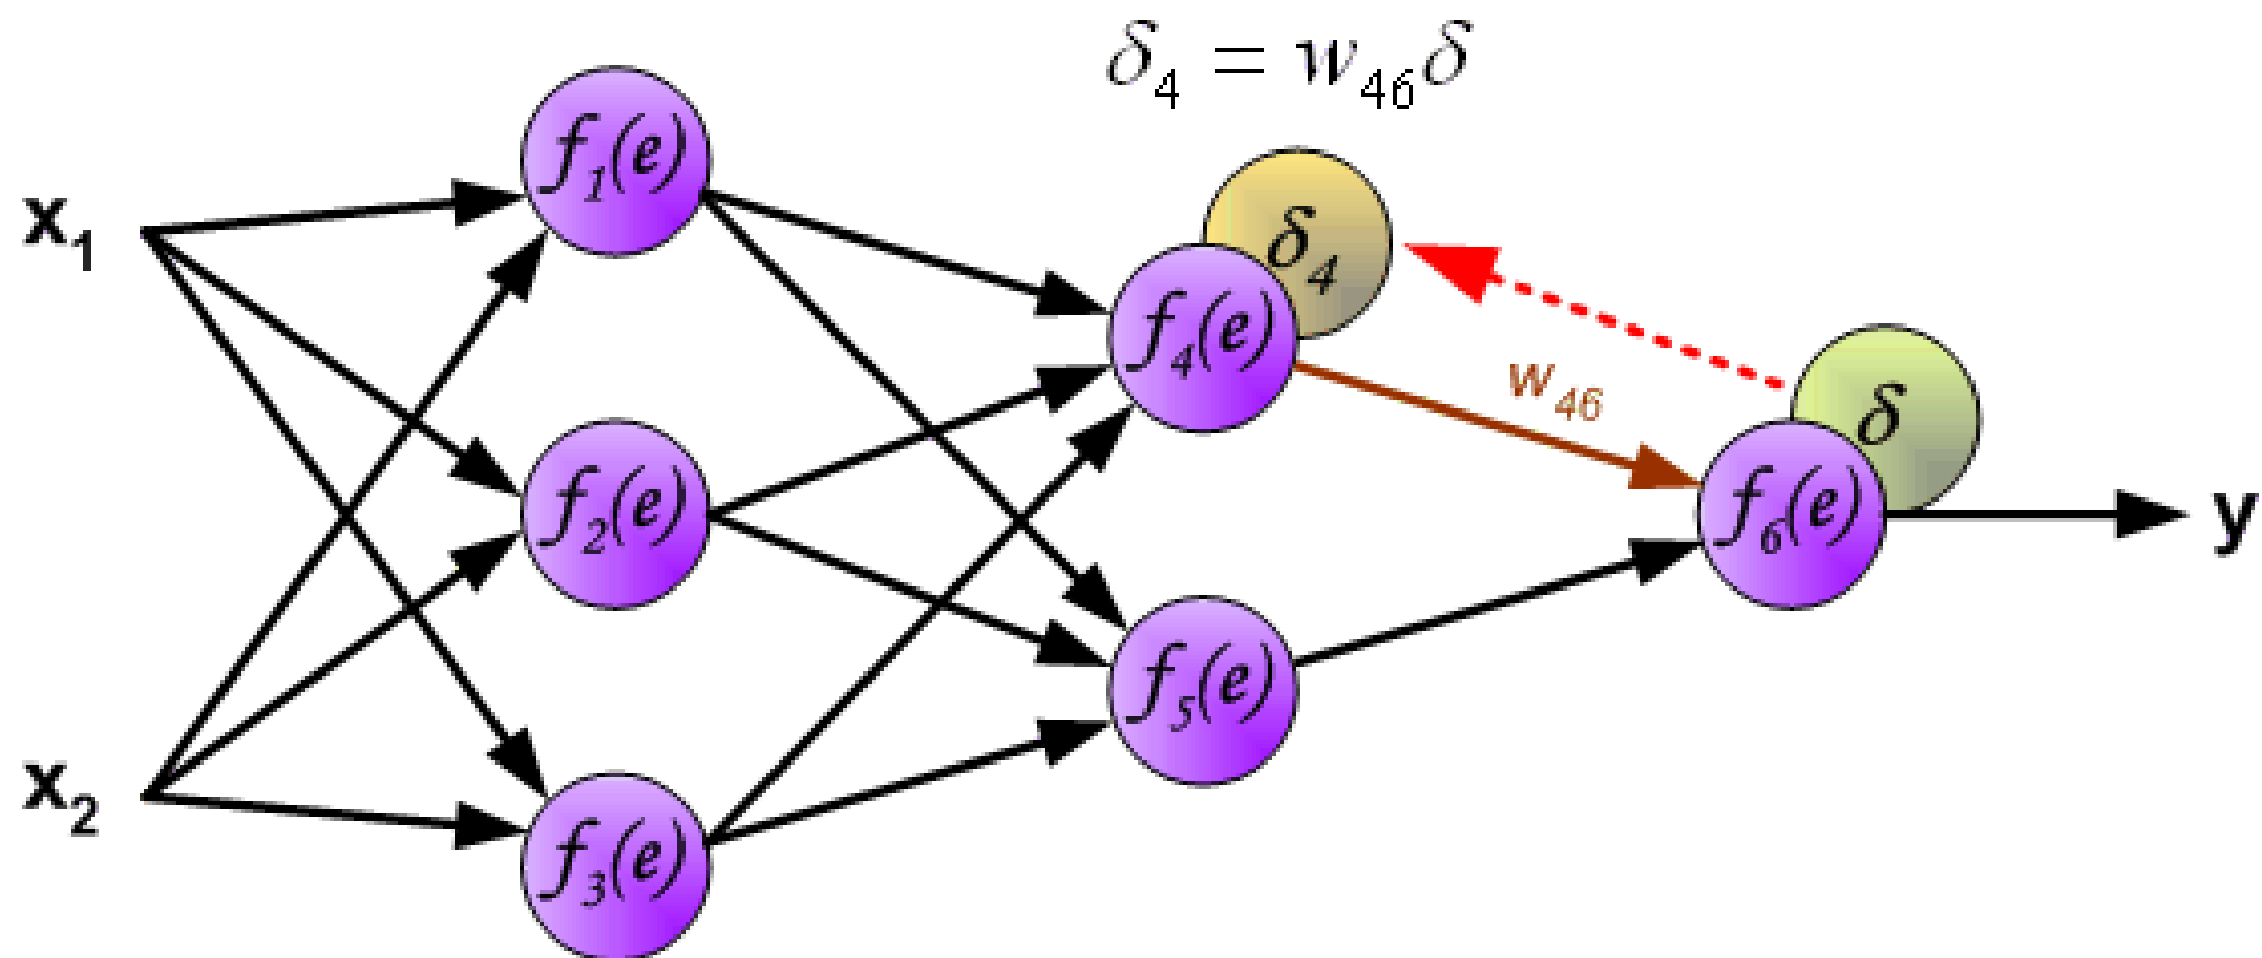 δ₄ = w₄₆δ
f₁(e)
x₁
δ₄
f₄(e)
w₄₆
δ
f₂(e)
f₆(e)
y
f₅(e)
x₂
f₃(e)